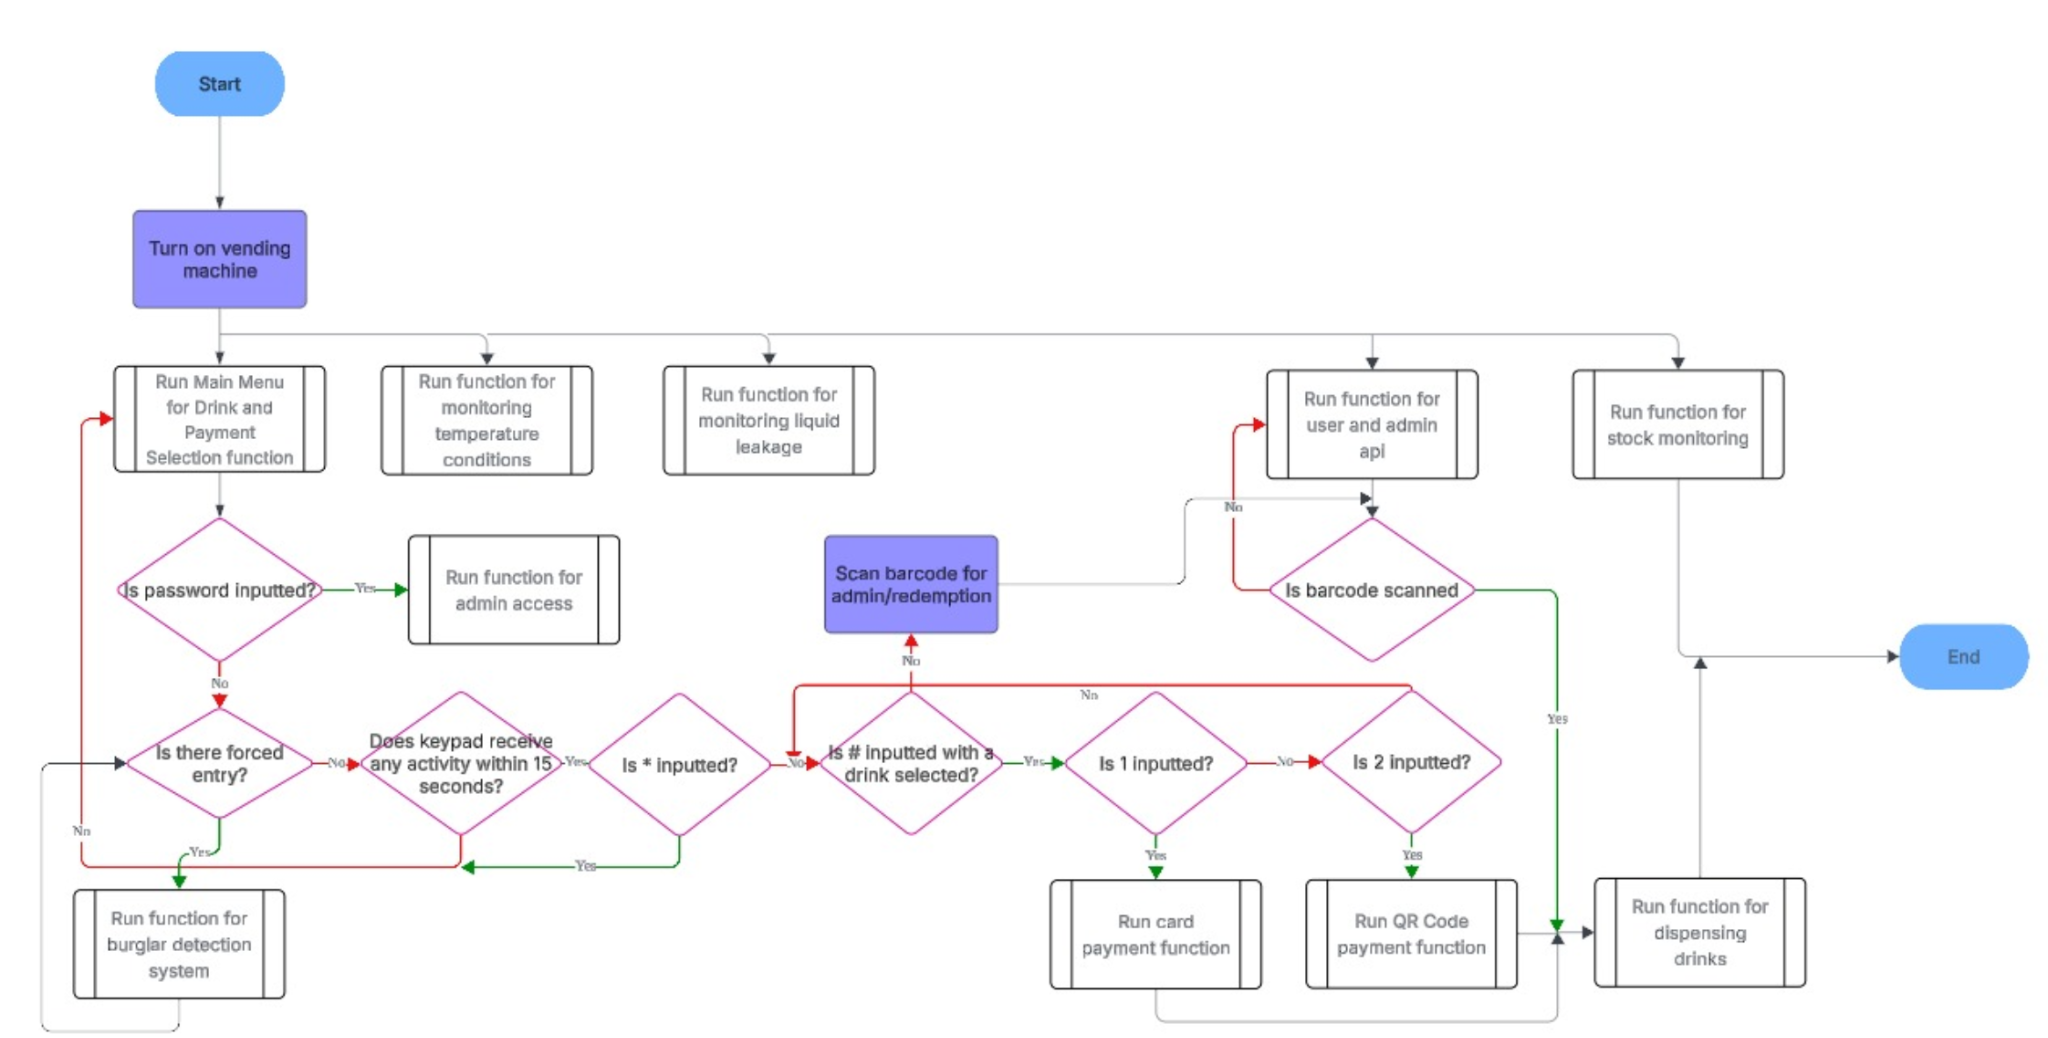 Start
Turn on vending
machine
Run Main Menu
for Drink and
Payment
Selection function
Run function for
monitoring
temperature
conditions
Run function for
monitoring liquid
leakage
Run function for
user and admin
api
Run function for
stock monitoring
No
Is password inputted?
Yes
Run function for
admin access
Scan barcode for
admin/redemption
Is barcode scanned
No
No
No
Yes
End
Is there forced
entry?
No
Does keypad receive
any activity within 15
seconds?
Yes
Is * inputted?
No
Is # inputted with a
drink selected?
Yes
Is 1 inputted?
No
Is 2 inputted?
No
Yes
Yes
Yes
Yes
Run function for
burglar detection
system
Run card
payment function
Run QR Code
payment function
Run function for
dispensing
drinks